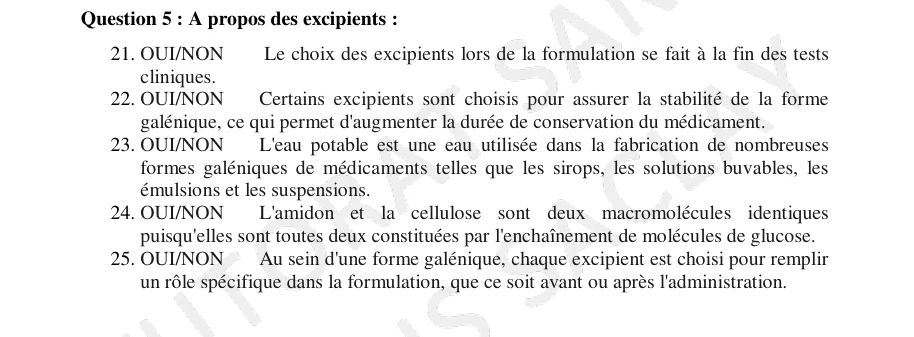 Question 5 : A propos des excipients :
21. OUI/NON Le choix des excipients lors de la formulation se fait à la fin des tests
cliniques.
22. OUI/NON Certains excipients sont choisis pour assurer la stabilité de la forme
galénique, ce qui permet d'augmenter la durée de conservation du médicament.
23. OUI/NON L'eau potable est une eau utilisée dans la fabrication de nombreuses
formes galéniques de médicaments telles que les sirops, les solutions buvables, les
émulsions et les suspensions.
24. OUI/NON L'amidon et la cellulose sont deux macromolécules identiques
puisqu'elles sont toutes deux constituées par l'enchaînement de molécules de glucose.
25. OUI/NON Au sein d'une forme galénique, chaque excipient est choisi pour remplir
un rôle spécifique dans la formulation, que ce soit avant ou après l'administration.